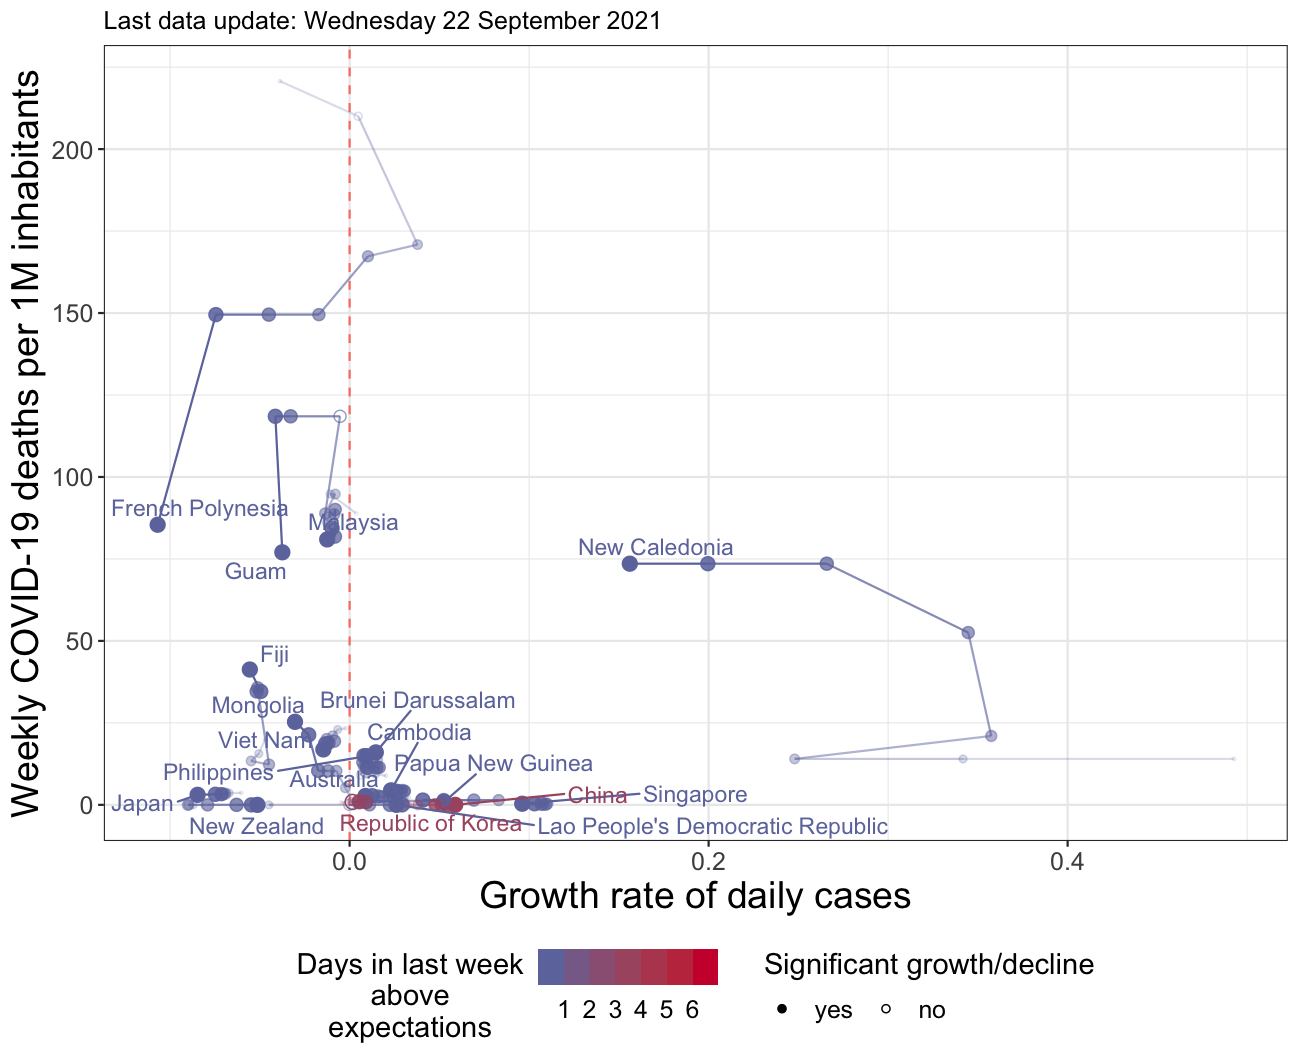 Last data update: Wednesday 22 September 2021
Weekly COVID-19 deaths per 1M inhabitants
200
150
100
50
0
French Polynesia
Malaysia
New Caledonia
Guam
Fiji
Brunei Darussalam
Mongolia
Cambodia
Viet Nam
Papua New Guinea
Philippines
Australia
Japan
China
Singapore
New Zealand
Republic of Korea
Lao People's Democratic Republic
0.0
0.2
0.4
Growth rate of daily cases
Days in last week
above
expectations
1 2 3 4 5 6
Significant growth/decline
yes
no